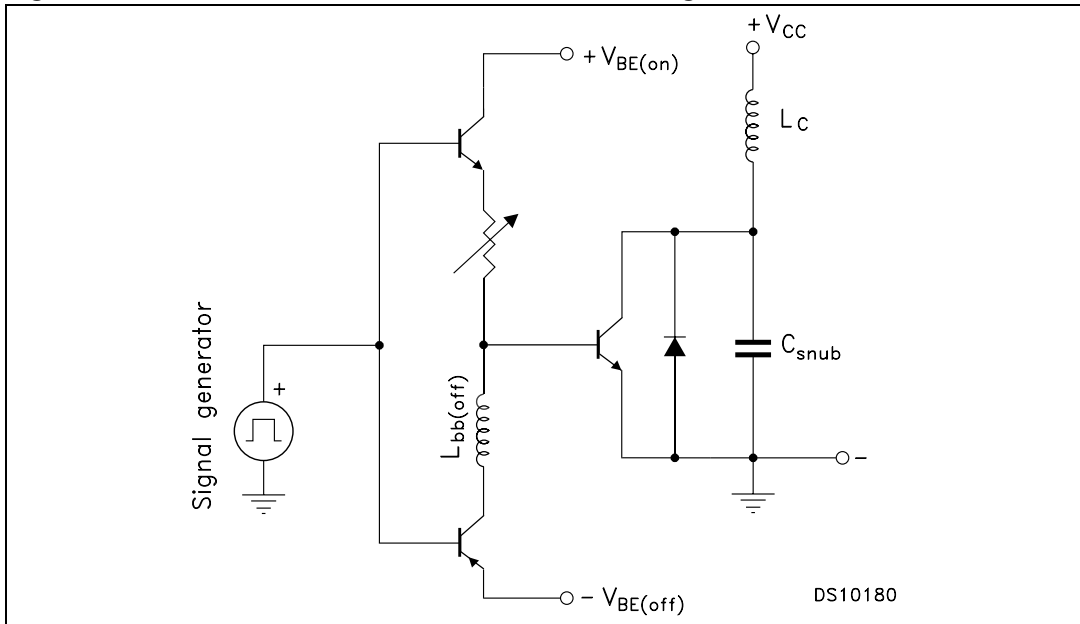 + VCC
+ VBE(on)
LC
Signal generator
+
Lbb(off)
Csnub
−
− VBE(off)
DS10180